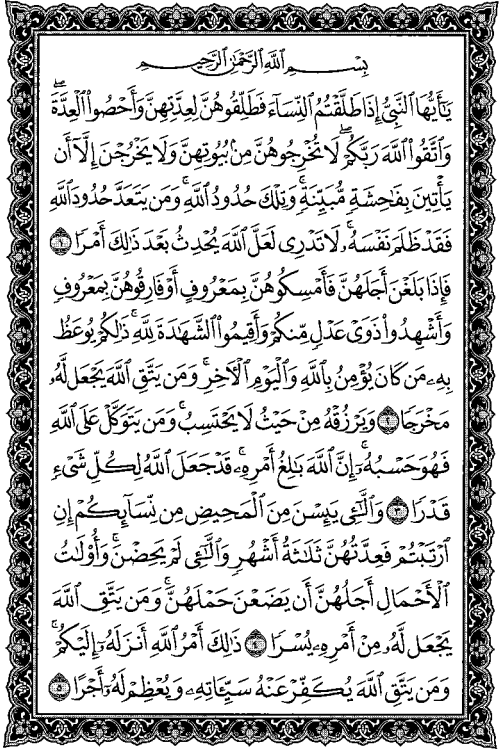 بِسْمِ ٱللَّهِ ٱلرَّحْمَٰنِ ٱلرَّحِيمِ
يَٰٓأَيُّهَا ٱلنَّبِيُّ إِذَا طَلَّقْتُمُ ٱلنِّسَآءَ فَطَلِّقُوهُنَّ لِعِدَّتِهِنَّ وَأَحْصُوا۟ ٱلْعِدَّةَ ۖ
وَٱتَّقُوا۟ ٱللَّهَ رَبَّكُمْ ۖ لَا تُخْرِجُوهُنَّ مِنۢ بُيُوتِهِنَّ وَلَا يَخْرُجْنَ إِلَّآ أَن
يَأْتِينَ بِفَٰحِشَةٍ مُّبَيِّنَةٍ ۚ وَتِلْكَ حُدُودُ ٱللَّهِ ۚ وَمَن يَتَعَدَّ حُدُودَ ٱللَّهِ
فَقَدْ ظَلَمَ نَفْسَهُۥ ۚ لَا تَدْرِى لَعَلَّ ٱللَّهَ يُحْدِثُ بَعْدَ ذَٰلِكَ أَمْرًا ١
فَإِذَا بَلَغْنَ أَجَلَهُنَّ فَأَمْسِكُوهُنَّ بِمَعْرُوفٍ أَوْ فَارِقُوهُنَّ بِمَعْرُوفٍ
وَأَشْهِدُوا۟ ذَوَىْ عَدْلٍ مِّنكُمْ وَأَقِيمُوا۟ ٱلشَّهَٰدَةَ لِلَّهِ ۚ ذَٰلِكُمْ يُوعَظُ
بِهِۦ مَن كَانَ يُؤْمِنُ بِٱللَّهِ وَٱلْيَوْمِ ٱلْءَاخِرِ ۚ وَمَن يَتَّقِ ٱللَّهَ يَجْعَل لَّهُۥ
مَخْرَجًا ٢ وَيَرْزُقْهُ مِنْ حَيْثُ لَا يَحْتَسِبُ ۚ وَمَن يَتَوَكَّلْ عَلَى ٱللَّهِ
فَهُوَ حَسْبُهُۥٓ ۚ إِنَّ ٱللَّهَ بَٰلِغُ أَمْرِهِۦ ۚ قَدْ جَعَلَ ٱللَّهُ لِكُلِّ شَىْءٍ
قَدْرًا ٣ وَٱلَّٰٓـِٔى يَئِسْنَ مِنَ ٱلْمَحِيضِ مِن نِّسَآئِكُمْ إِنِ
ٱرْتَبْتُمْ فَعِدَّتُهُنَّ ثَلَٰثَةُ أَشْهُرٍ وَٱلَّٰٓـِٔى لَمْ يَحِضْنَ ۚ وَأُو۟لَٰتُ
ٱلْأَحْمَالِ أَجَلُهُنَّ أَن يَضَعْنَ حَمْلَهُنَّ ۚ وَمَن يَتَّقِ ٱللَّهَ
يَجْعَل لَّهُۥ مِنْ أَمْرِهِۦ يُسْرًا ٤ ذَٰلِكَ أَمْرُ ٱللَّهِ أَنزَلَهُۥٓ إِلَيْكُمْ ۚ
وَمَن يَتَّقِ ٱللَّهَ يُكَفِّرْ عَنْهُ سَيِّـَٔاتِهِۦ وَيُعْظِمْ لَهُۥٓ أَجْرًا ٥